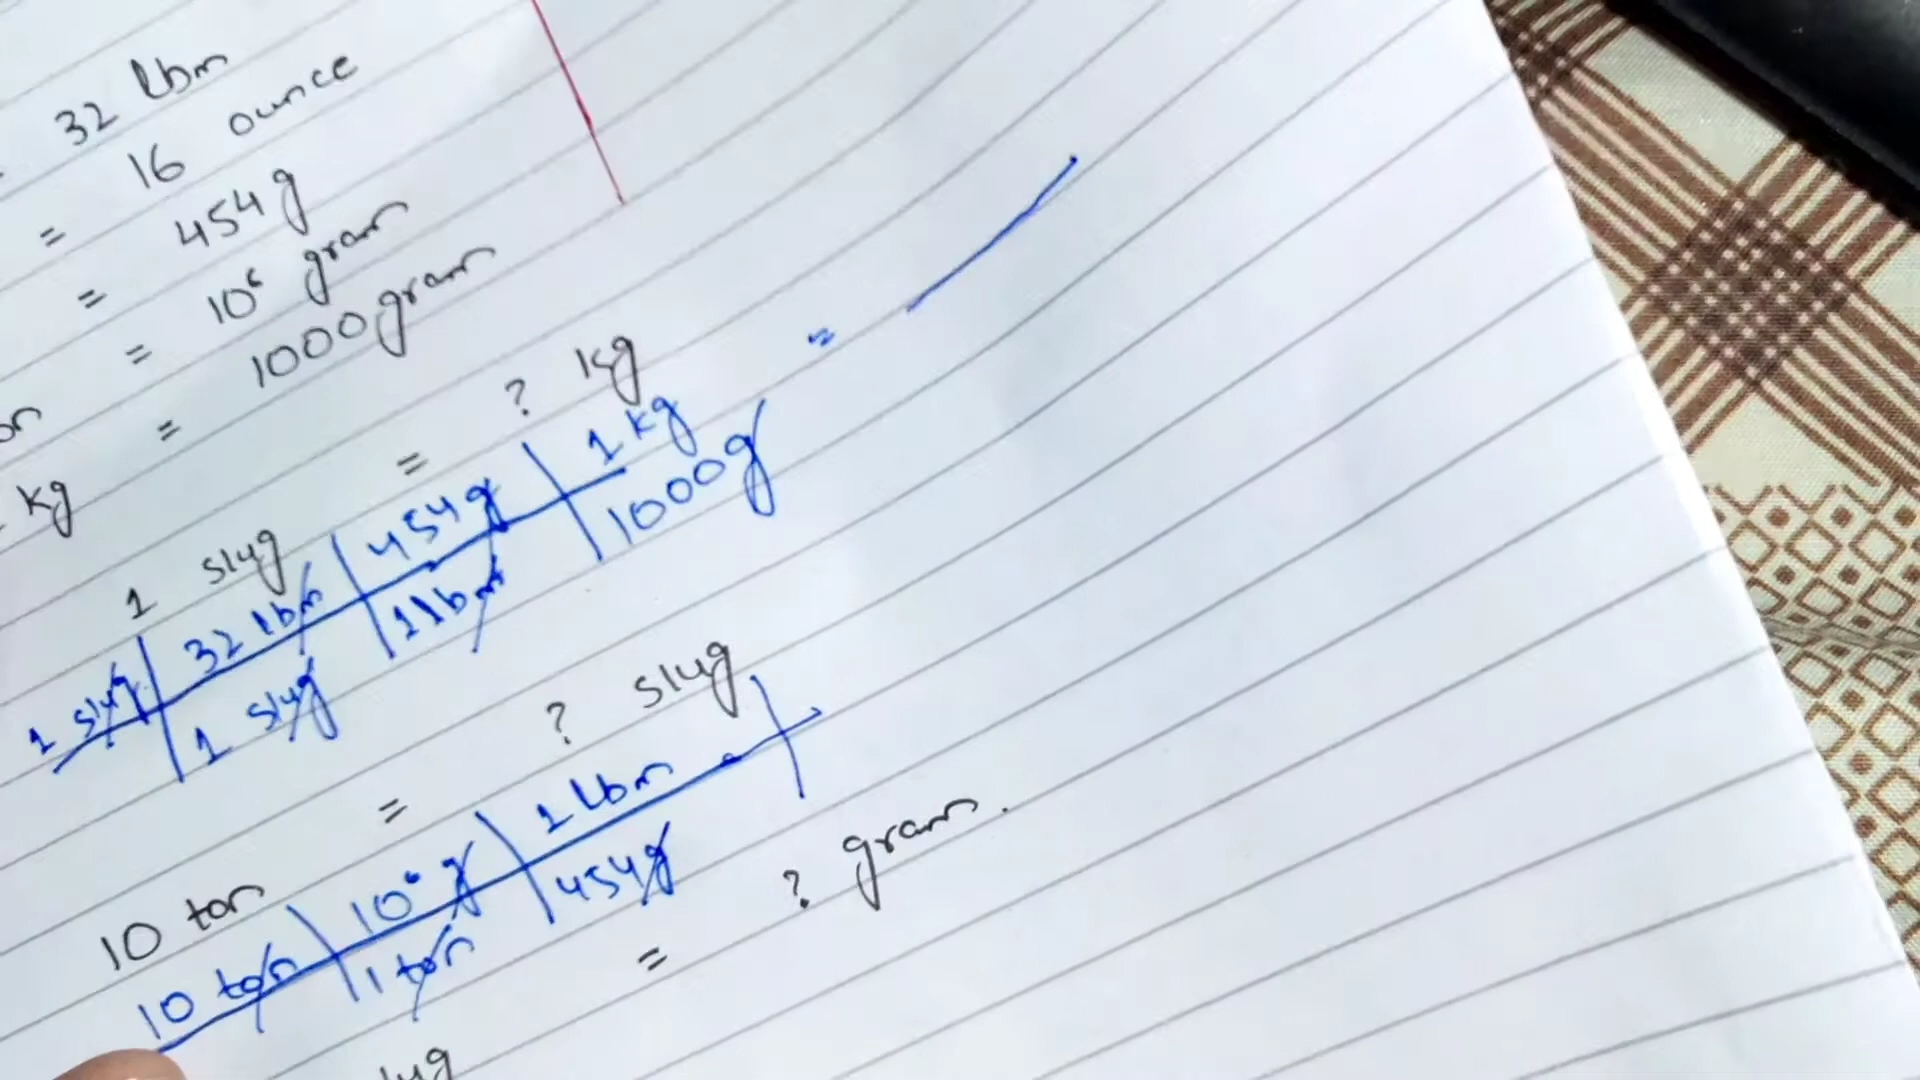 32 lbm
16 ounce
= 454 g
= 10⁶ gram
kg = 1000 gram
1 slug = ? kg
1 slug | 32 lbm | 454 g | 1 kg =
1 slug | 1 lbm | 1000 g
10 ton = ? slug
10 ton | 10⁶ g | 1 lbm
1 ton | 454 g
= ? gram.